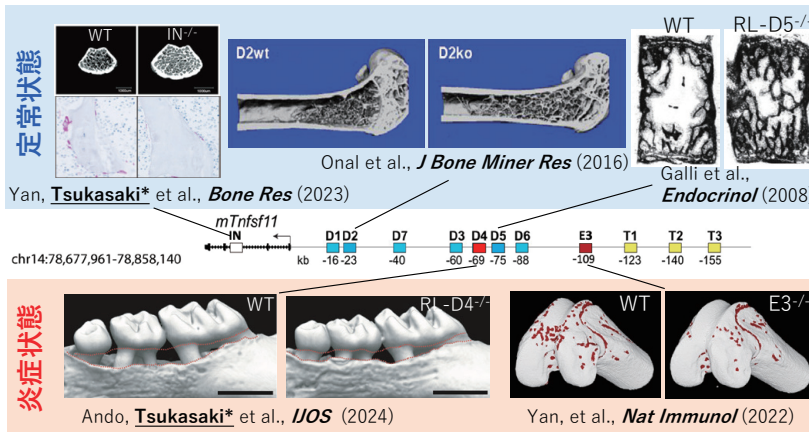 定常状態
WT
IN-/-
D2wt
D2ko
WT
RL-D5-/-
Onal et al., J Bone Miner Res (2016)
Galli et al.,
Endocrinol (2008)
Yan, Tsukasaki* et al., Bone Res (2023)
mTnfsf11
IN
D1 D2 D7 D3 D4 D5 D6 E3 T1 T2 T3
chr14:78,677,961-78,858,140
kb -16 -23 -40 -60 -69 -75 -88 -109 -123 -140 -155
炎症状態
WT
RL-D4-/-
WT
E3-/-
Ando, Tsukasaki* et al., IJOS (2024)
Yan, et al., Nat Immunol (2022)